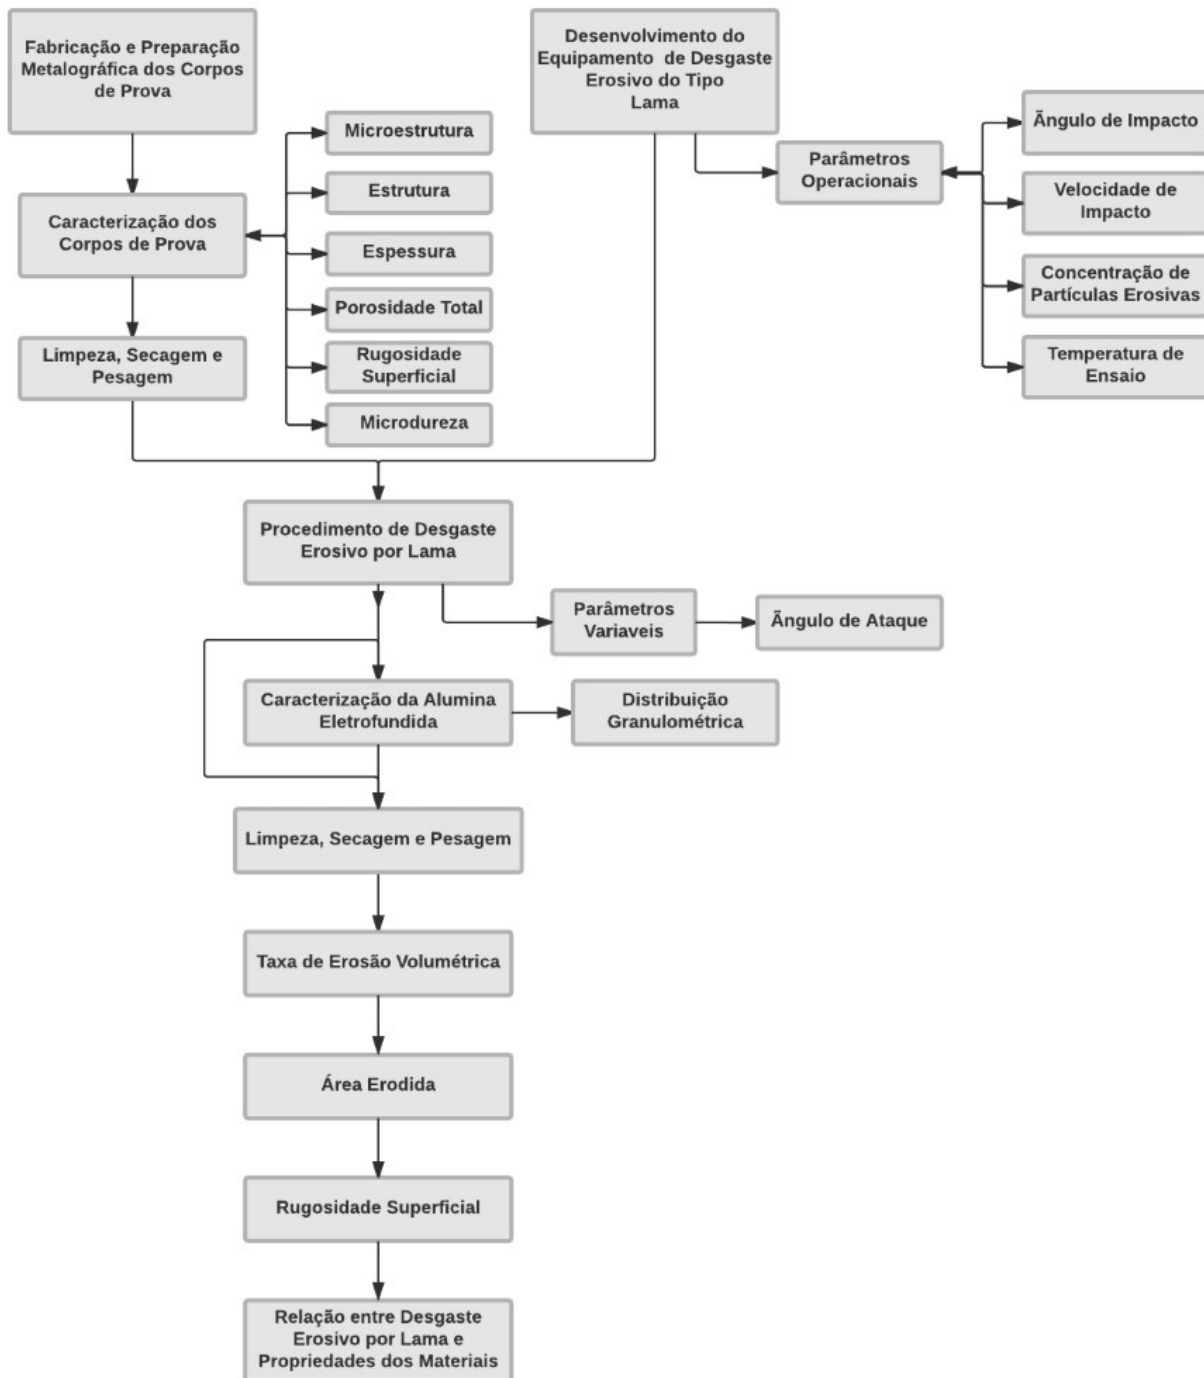 Fabricação e Preparação
Metalográfica dos Corpos
de Prova
Desenvolvimento do
Equipamento de Desgaste
Erosivo do Tipo
Lama
Microestrutura
Estrutura
Espessura
Porosidade Total
Rugosidade
Superficial
Microdureza
Caracterização dos
Corpos de Prova
Limpeza, Secagem e
Pesagem
Parâmetros
Operacionais
Ãngulo de Impacto
Velocidade de
Impacto
Concentração de
Partículas Erosivas
Temperatura de
Ensaio
Procedimento de Desgaste
Erosivo por Lama
Parâmetros
Variaveis
Ãngulo de Ataque
Caracterização da Alumina
Eletrofundida
Distribuição
Granulométrica
Limpeza, Secagem e Pesagem
Taxa de Erosão Volumétrica
Área Erodida
Rugosidade Superficial
Relação entre Desgaste
Erosivo por Lama e
Propriedades dos Materiais